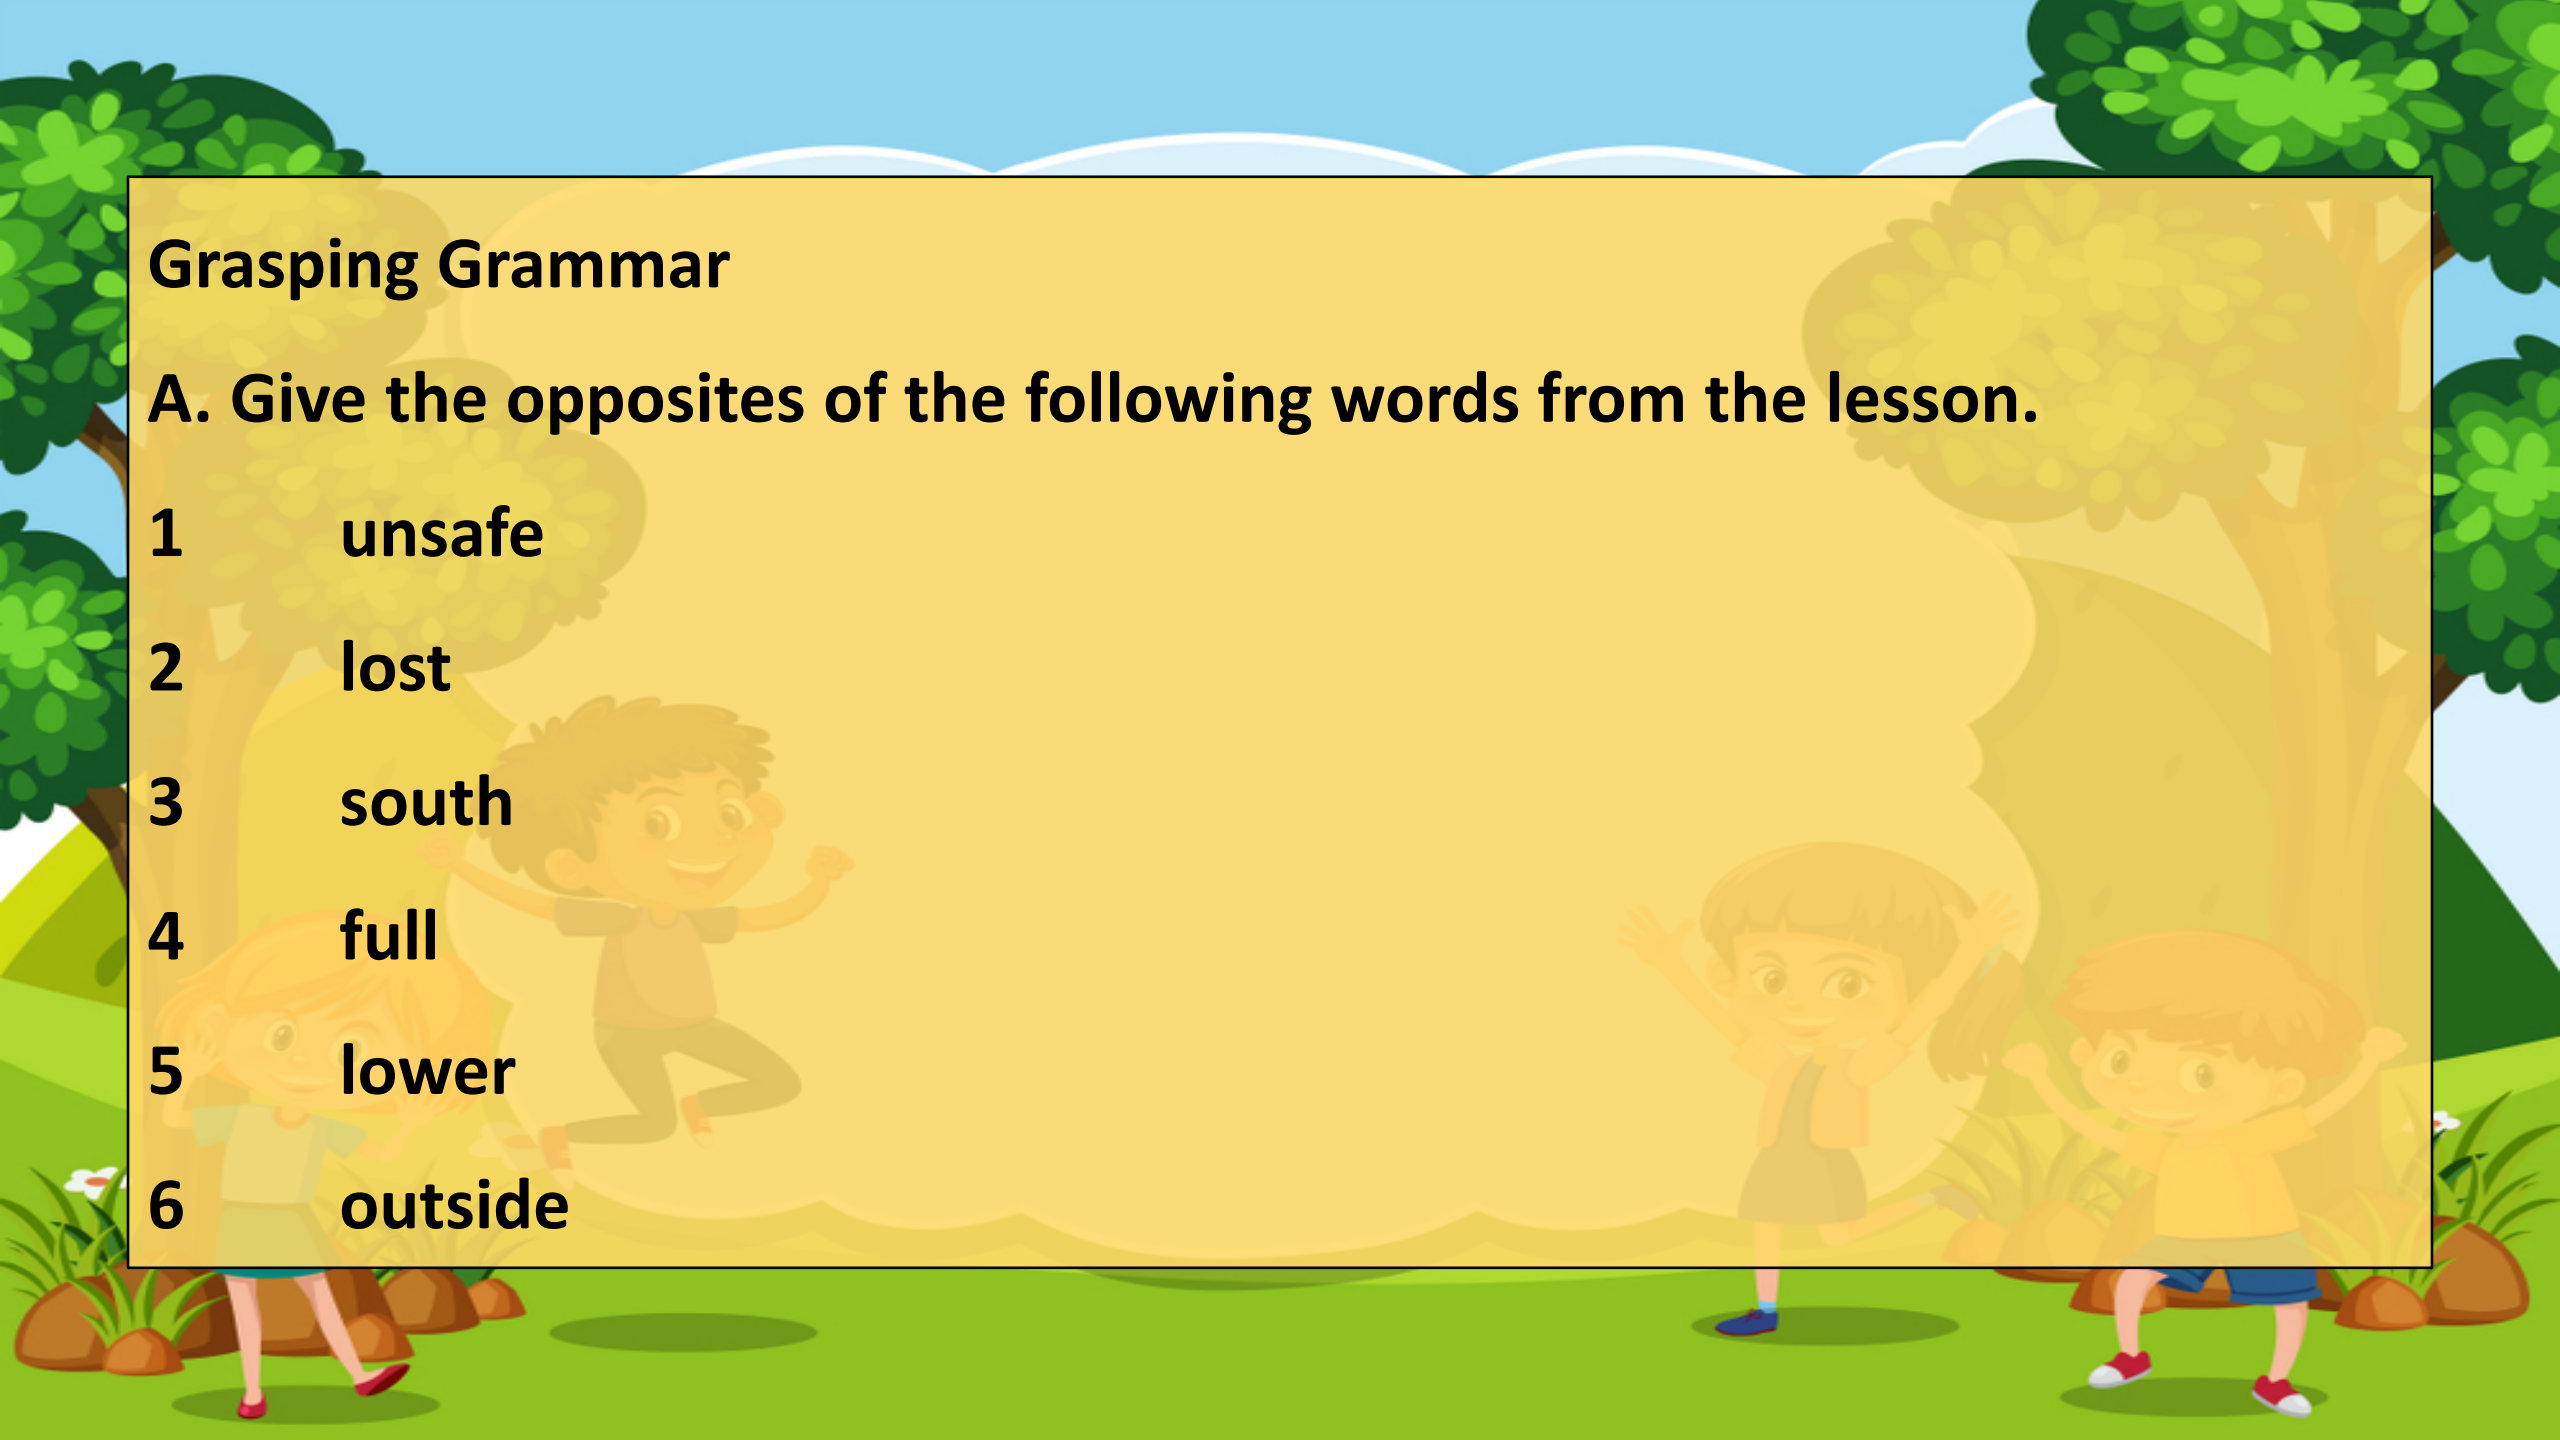 Grasping Grammar
A. Give the opposites of the following words from the lesson.
1 unsafe
2 lost
3 south
4 full
5 lower
6 outside